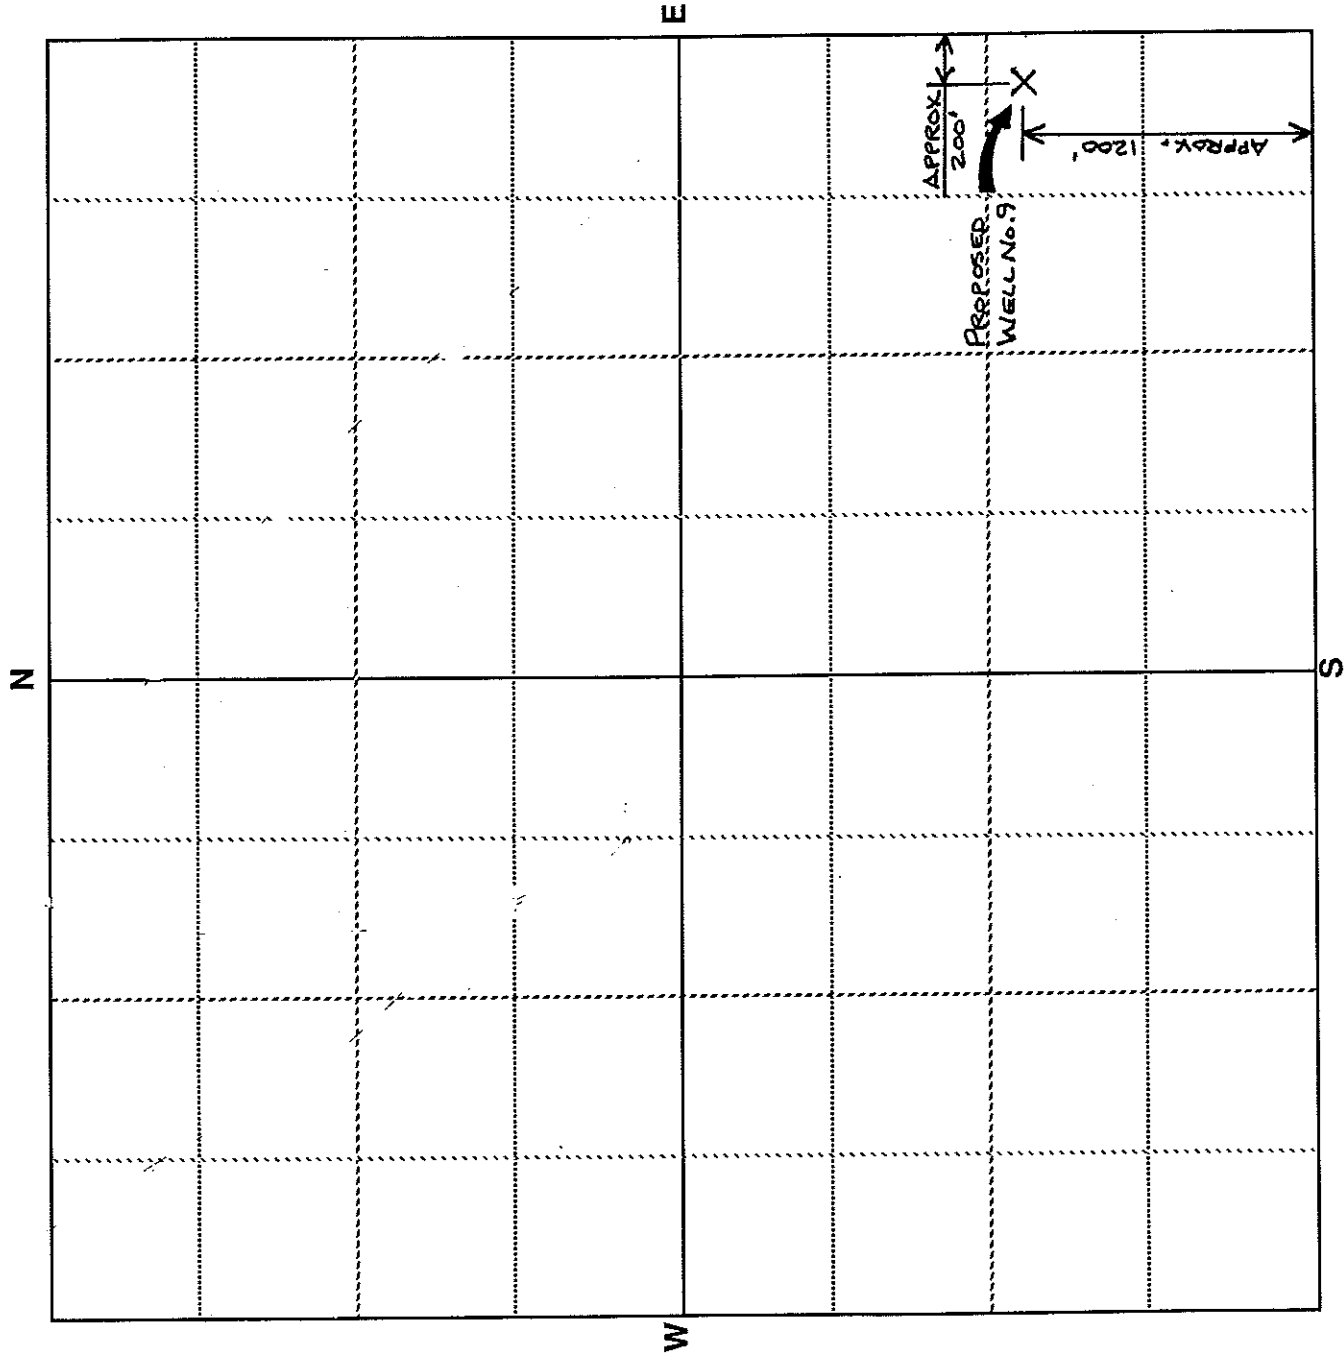 E
N
APPROX
200'
PROPOSED
WELL No. 9
APPROX. 1200'
S
W